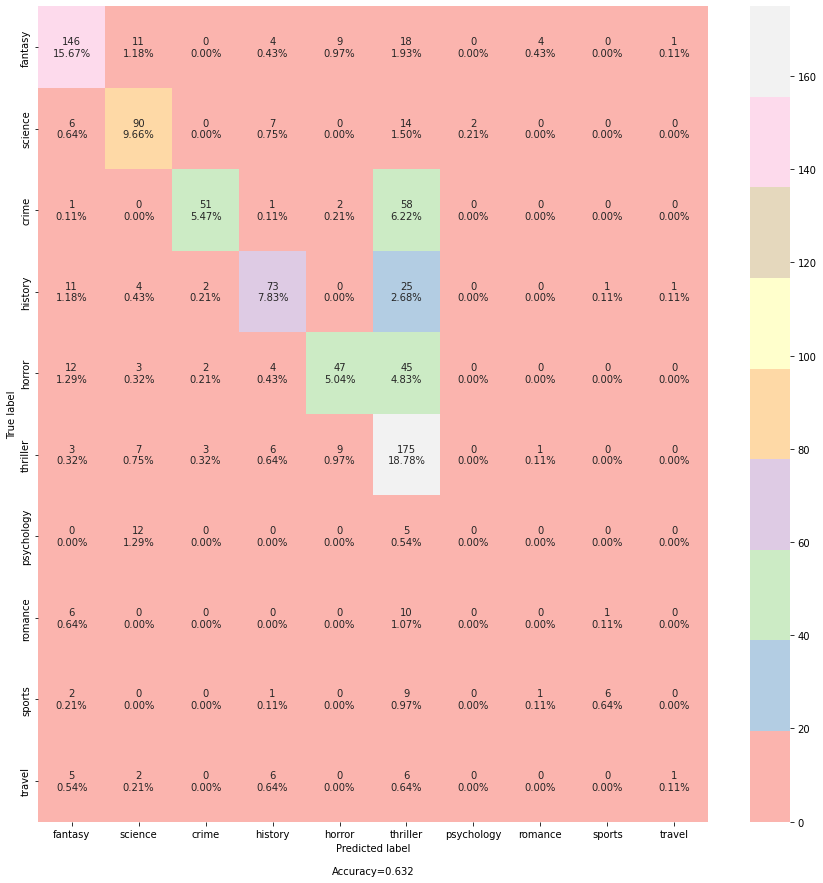 fantasy 146 11 0 4 9 18 0 4 0 1
15.67% 1.18% 0.00% 0.43% 0.97% 1.93% 0.00% 0.43% 0.00% 0.11%
science 6 90 0 7 0 14 2 0 0 0
0.64% 9.66% 0.00% 0.75% 0.00% 1.50% 0.21% 0.00% 0.00% 0.00%
crime 1 0 51 1 2 58 0 0 0 0
0.11% 0.00% 5.47% 0.11% 0.21% 6.22% 0.00% 0.00% 0.00% 0.00%
history 11 4 2 73 0 25 0 0 1 1
1.18% 0.43% 0.21% 7.83% 0.00% 2.68% 0.00% 0.00% 0.11% 0.11%
horror 12 3 2 4 47 45 0 0 0 0
1.29% 0.32% 0.21% 0.43% 5.04% 4.83% 0.00% 0.00% 0.00% 0.00%
True label
thriller 3 7 3 6 9 175 0 1 0 0
0.32% 0.75% 0.32% 0.64% 0.97% 18.78% 0.00% 0.11% 0.00% 0.00%
psychology 0 12 0 0 0 5 0 0 0 0
0.00% 1.29% 0.00% 0.00% 0.00% 0.54% 0.00% 0.00% 0.00% 0.00%
romance 6 0 0 0 0 10 0 0 1 0
0.64% 0.00% 0.00% 0.00% 0.00% 1.07% 0.00% 0.00% 0.11% 0.00%
sports 2 0 0 1 0 9 0 1 6 0
0.21% 0.00% 0.00% 0.11% 0.00% 0.97% 0.00% 0.11% 0.64% 0.00%
travel 5 2 0 6 0 6 0 0 0 1
0.54% 0.21% 0.00% 0.64% 0.00% 0.64% 0.00% 0.00% 0.00% 0.11%
fantasy science crime history horror thriller psychology romance sports travel
Predicted label
Accuracy=0.632
160
140
120
100
80
60
40
20
0